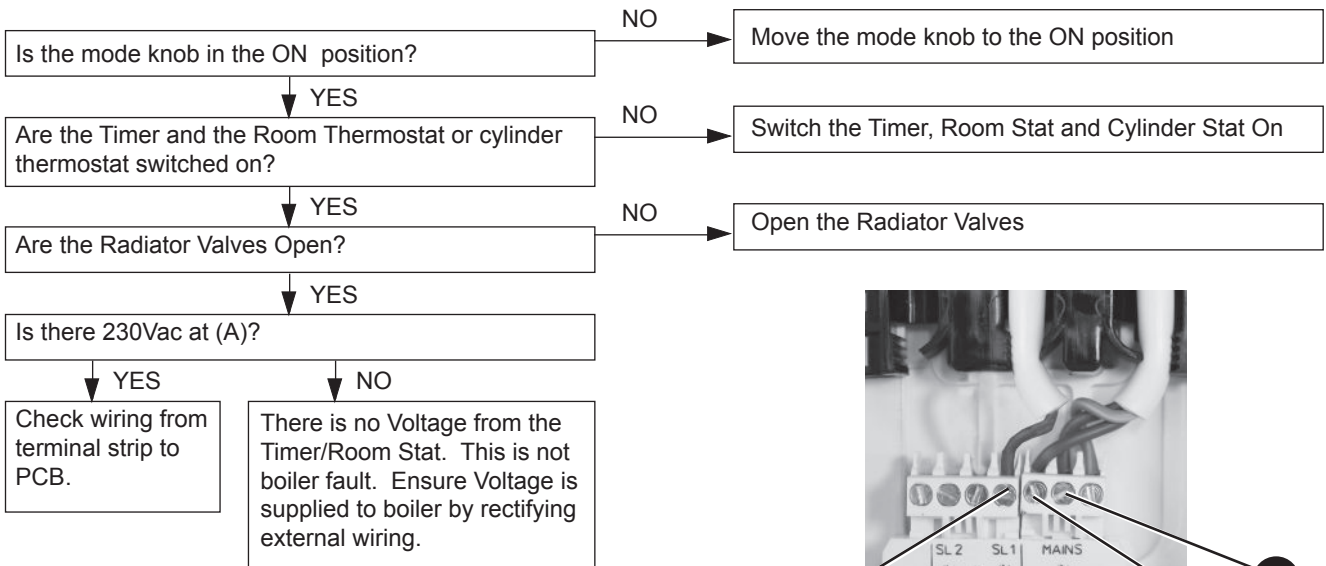 NO
Is the mode knob in the ON position?
Move the mode knob to the ON position
YES
NO
Are the Timer and the Room Thermostat or cylinder
thermostat switched on?
Switch the Timer, Room Stat and Cylinder Stat On
YES
NO
Are the Radiator Valves Open?
Open the Radiator Valves
YES
Is there 230Vac at (A)?
YES
NO
Check wiring from
terminal strip to
PCB.
There is no Voltage from the
Timer/Room Stat. This is not
boiler fault. Ensure Voltage is
supplied to boiler by rectifying
external wiring.
SL 2 SL 1 MAINS